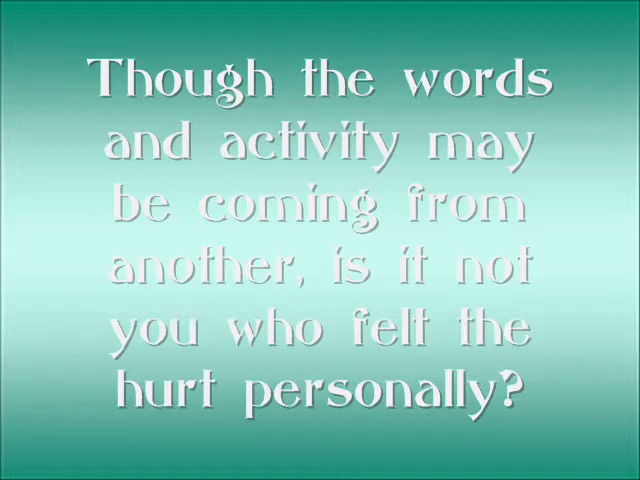 Though the words
and activity may
be coming from
another, is it not
you who felt the
hurt personally?